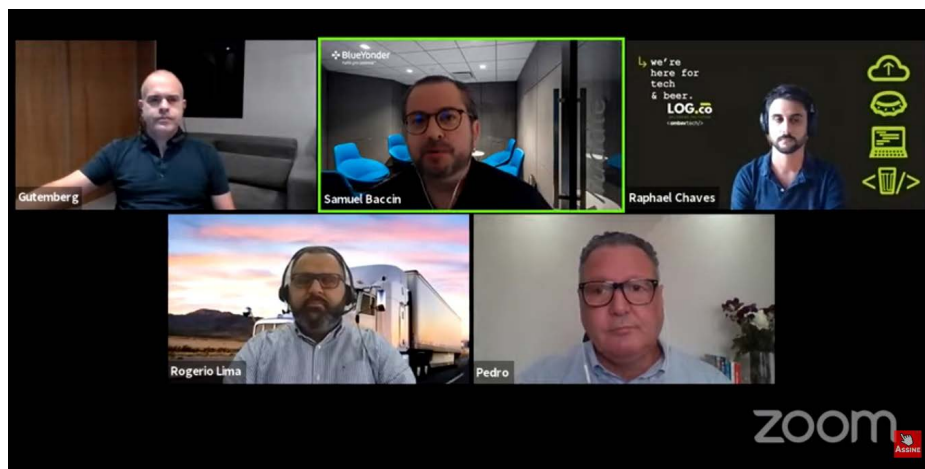 BlueYonder
we're
here for
tech
& beer.
LOG.co
<ambevtech/>
Gutemberg
Samuel Baccin
Raphael Chaves
</>
Rogerio Lima
Pedro
zoom
ASSINE